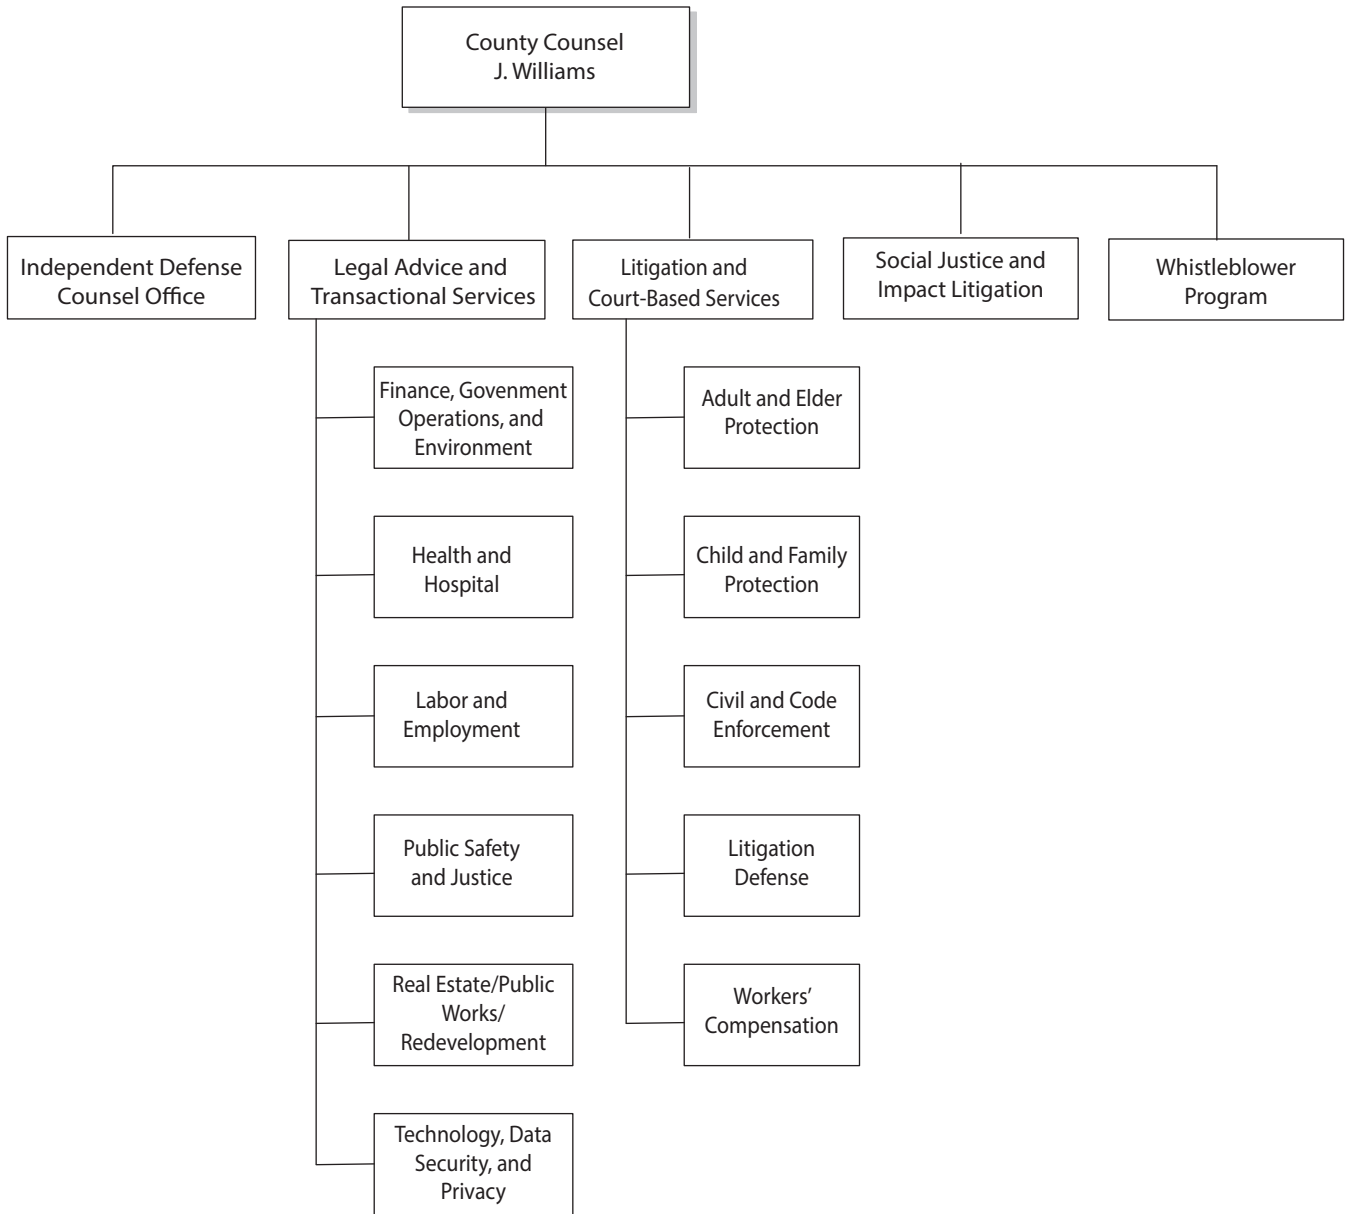 County Counsel
J. Williams
Independent Defense
Counsel Office
Legal Advice and
Transactional Services
Litigation and
Court-Based Services
Social Justice and
Impact Litigation
Whistleblower
Program
Finance, Govenment
Operations, and
Environment
Health and
Hospital
Labor and
Employment
Public Safety
and Justice
Real Estate/Public
Works/
Redevelopment
Technology, Data
Security, and
Privacy
Adult and Elder
Protection
Child and Family
Protection
Civil and Code
Enforcement
Litigation
Defense
Workers’
Compensation